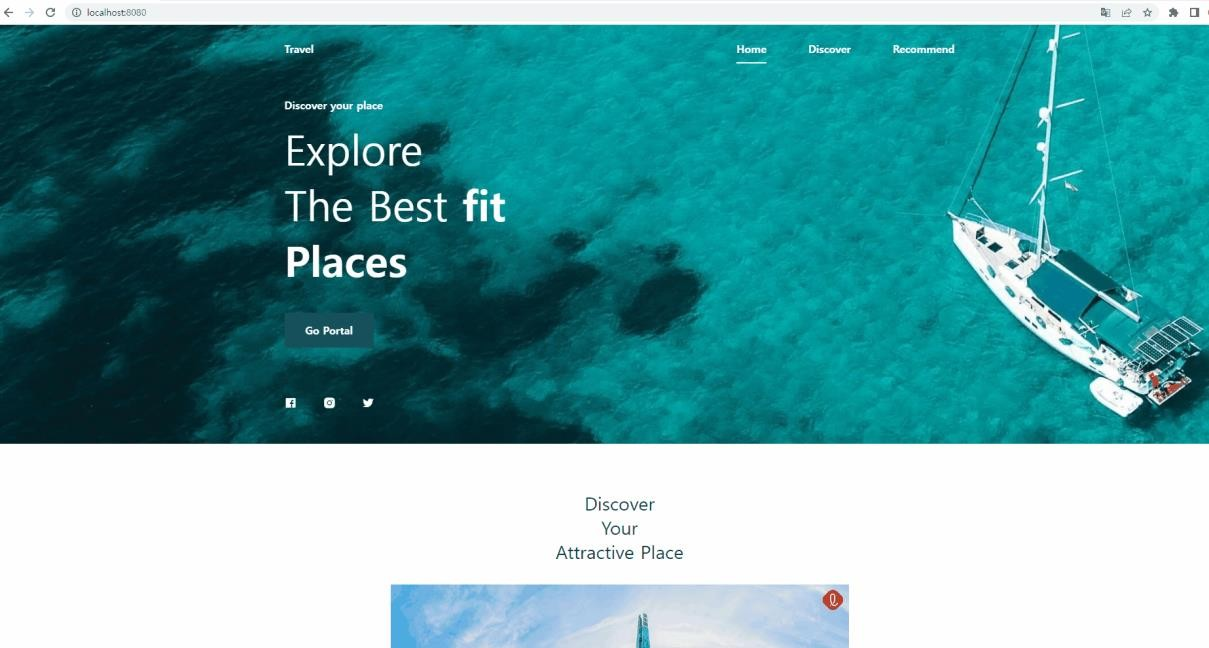 localhost:8080
Travel
Home
Discover
Recommend
Discover your place
Explore
The Best fit
Places
Go Portal
Discover
Your
Attractive Place